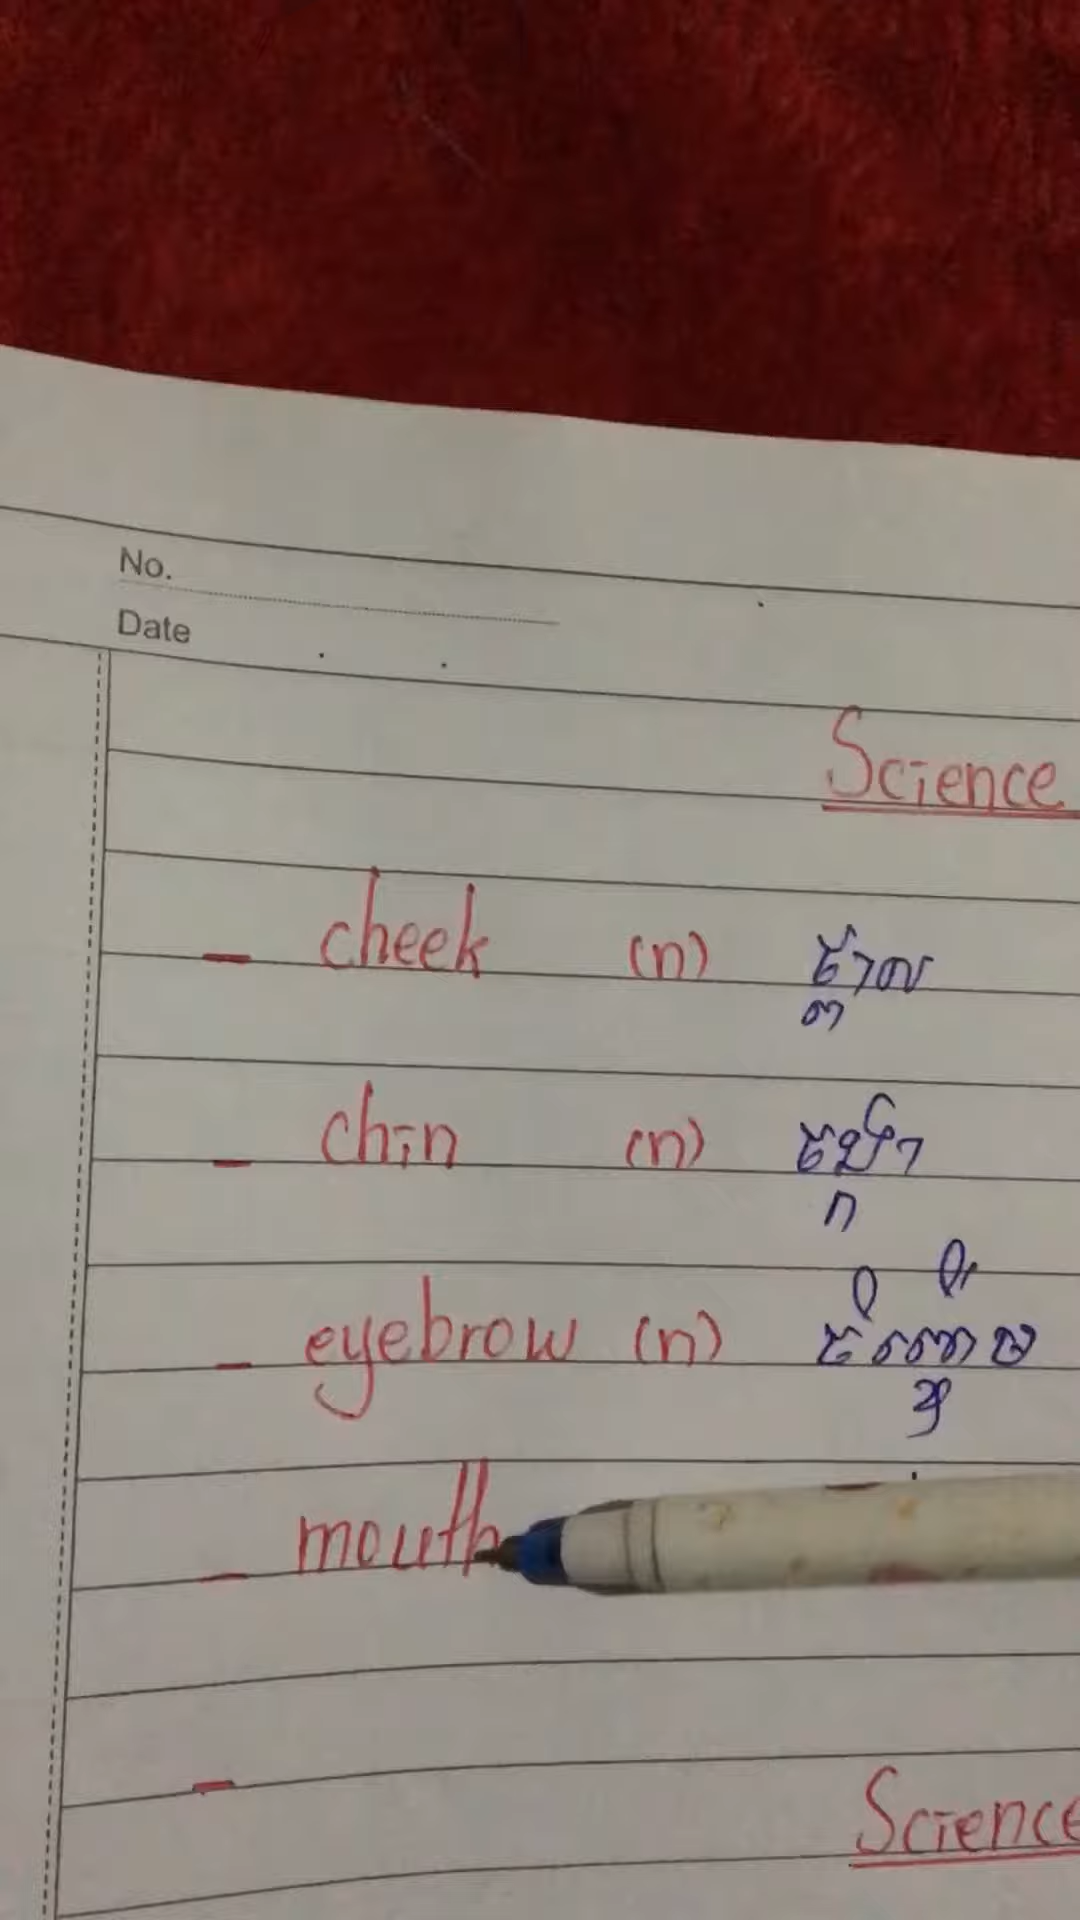 No.
Date
Science
- cheek (n) ថ្ពាល់
- chin (n) ចង្កា
- eyebrow (n) ចិញ្ចើម
- mouth
-
Science